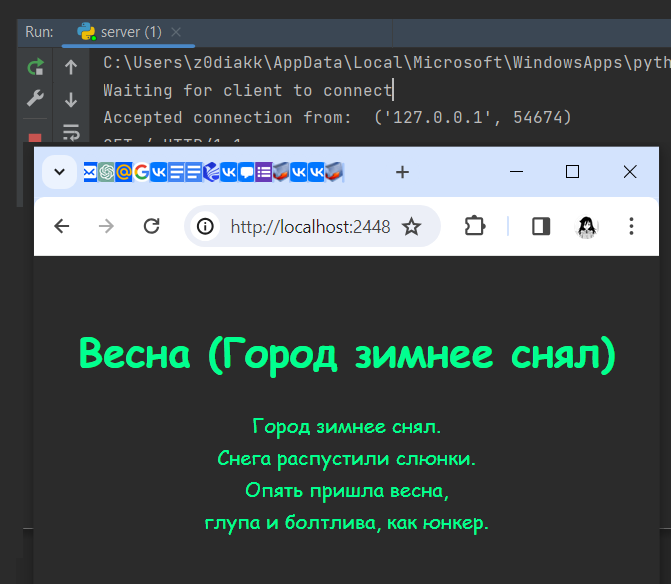 Run: server (1)
C:\Users\z0diakk\AppData\Local\Microsoft\WindowsApps\pyth
Waiting for client to connect
Accepted connection from:  ('127.0.0.1', 54674)
http://localhost:2448
Весна (Город зимнее снял)
Город зимнее снял.
Снега распустили слюнки.
Опять пришла весна,
глупа и болтлива, как юнкер.